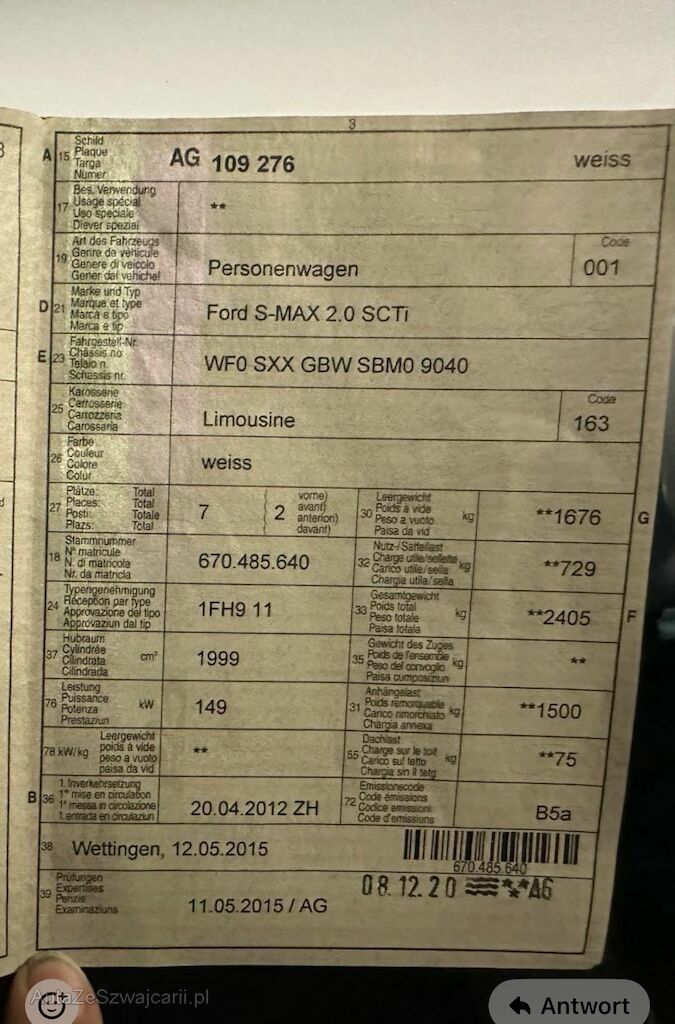 3
A 15 Schild
Plaque
Targa
Numer
AG 109 276 weiss
17 Bes. Verwendung
Usage spécial
Uso speciale
Diever spezial
**
19 Art des Fahrzeugs
Genre de véhicule
Genere di veicolo
Gener dal vehichel
Personenwagen
Code
001
D 21 Marke und Typ
Marque et type
Marca e tipo
Marca e tip
Ford S-MAX 2.0 SCTi
E 23 Fahrgestell-Nr.
Châssis no
Telaio n.
Schassis nr.
WF0 SXX GBW SBM0 9040
25 Karosserie
Carrosserie
Carrozzeria
Carossaria
Limousine
Code
163
26 Farbe
Couleur
Colore
Colur
weiss
27 Plätze: Total
Places: Total
Posti: Totale
Plazs: Total
7
2
vorne)
avant)
anteriori)
davant)
30 Leergewicht
Poids à vide
Peso a vuoto
Paisa da vid
kg
**1676
G
18 Stammnummer
N° matricule
N. di matricola
Nr. da matricla
670.485.640
32 Nutz-/Sattellast
Charge utile/sellette
Carico utile/sella
Chargia utila/sella
kg
**729
24 Typengenehmigung
Réception par type
Approvazione del tipo
Approvaziun dal tip
1FH9 11
33 Gesamtgewicht
Poids total
Peso totale
Paisa totala
kg
**2405
F
37 Hubraum
Cylindrée
Cilindrata
Cilindrada
cm³
1999
35 Gewicht des Zuges
Poids de l'ensemble
Peso del convoglio
Paisa cumposiziun
kg
**
76 Leistung
Puissance
Potenza
Prestaziun
kW
149
31 Anhängelast
Poids remorquable
Carico rimorchiato
Chargia annexa
kg
**1500
78 kW/kg
Leergewicht
poids à vide
peso a vuoto
paisa da vid
**
55 Dachlast
Charge sur le toit
Carico sul tetto
Chargia sin il tetg
kg
**75
B 36 1. Inverkehrsetzung
1re mise en circulation
1a messa in circolazione
1. entrada en circulaziun
20.04.2012 ZH
72 Emissionscode
Code émissions
Codice emissioni
Code d'emissiuns
B5a
38 Wettingen, 12.05.2015
670 485 640
39 Prüfungen
Expertises
Perizie
Examinaziuns
11.05.2015 / AG
08.12.20 AG
AutaZeSzwajcarii.pl
Antwort